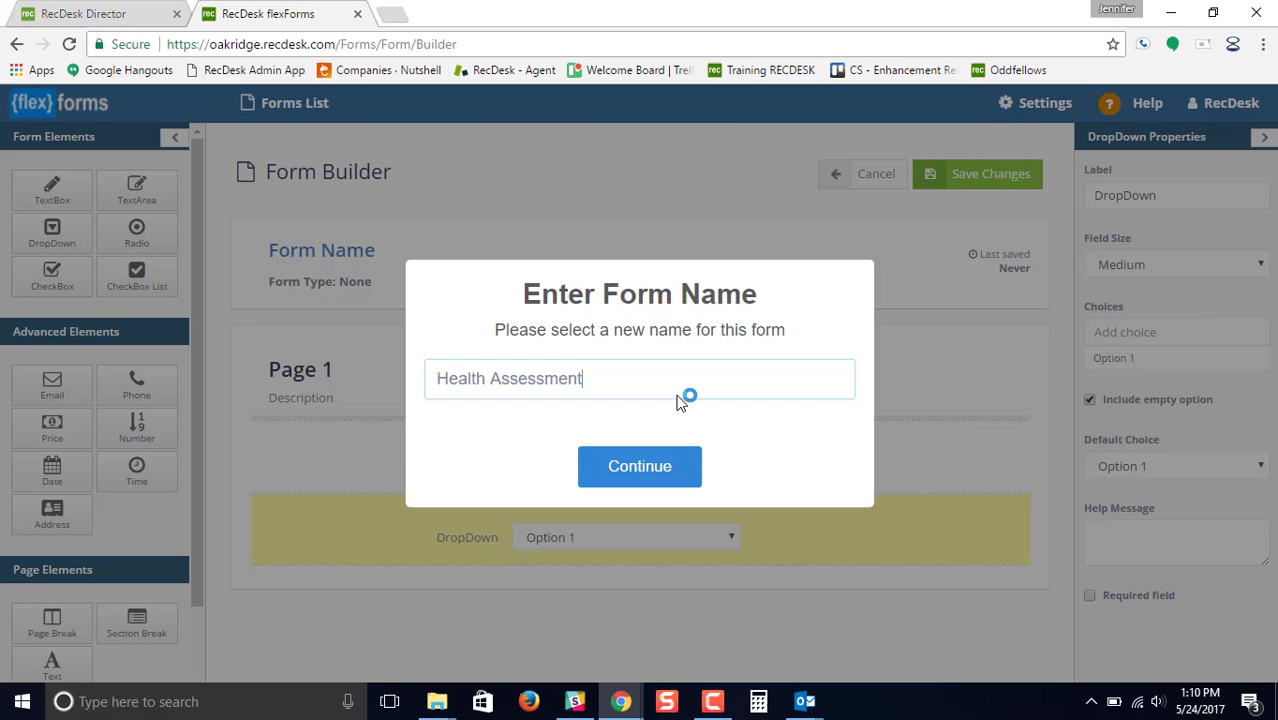 RecDesk Director
RecDesk flexForms
Jennifer
Secure
https://oakridge.recdesk.com/Forms/Form/Builder
Apps
Google Hangouts
RecDesk Admin App
Companies · Nutshell
RecDesk - Agent
Welcome Board | Trell
Training RECDESK
CS - Enhancement Re
Oddfellows
{flex} forms
Forms List
Settings
? Help
RecDesk
Form Elements
TextBox
TextArea
DropDown
Radio
CheckBox
CheckBox List
Advanced Elements
Email
Phone
Price
Number
Date
Time
Address
Page Elements
Page Break
Section Break
Text
Form Builder
Cancel
Save Changes
Form Name
Form Type: None
Last saved
Never
Page 1
Description
DropDown
Option 1
Enter Form Name
Please select a new name for this form
Health Assessment
Continue
DropDown Properties
Label
DropDown
Field Size
Medium
Choices
Add choice
Option 1
Include empty option
Default Choice
Option 1
Help Message
Required field
Type here to search
1:10 PM
5/24/2017
3